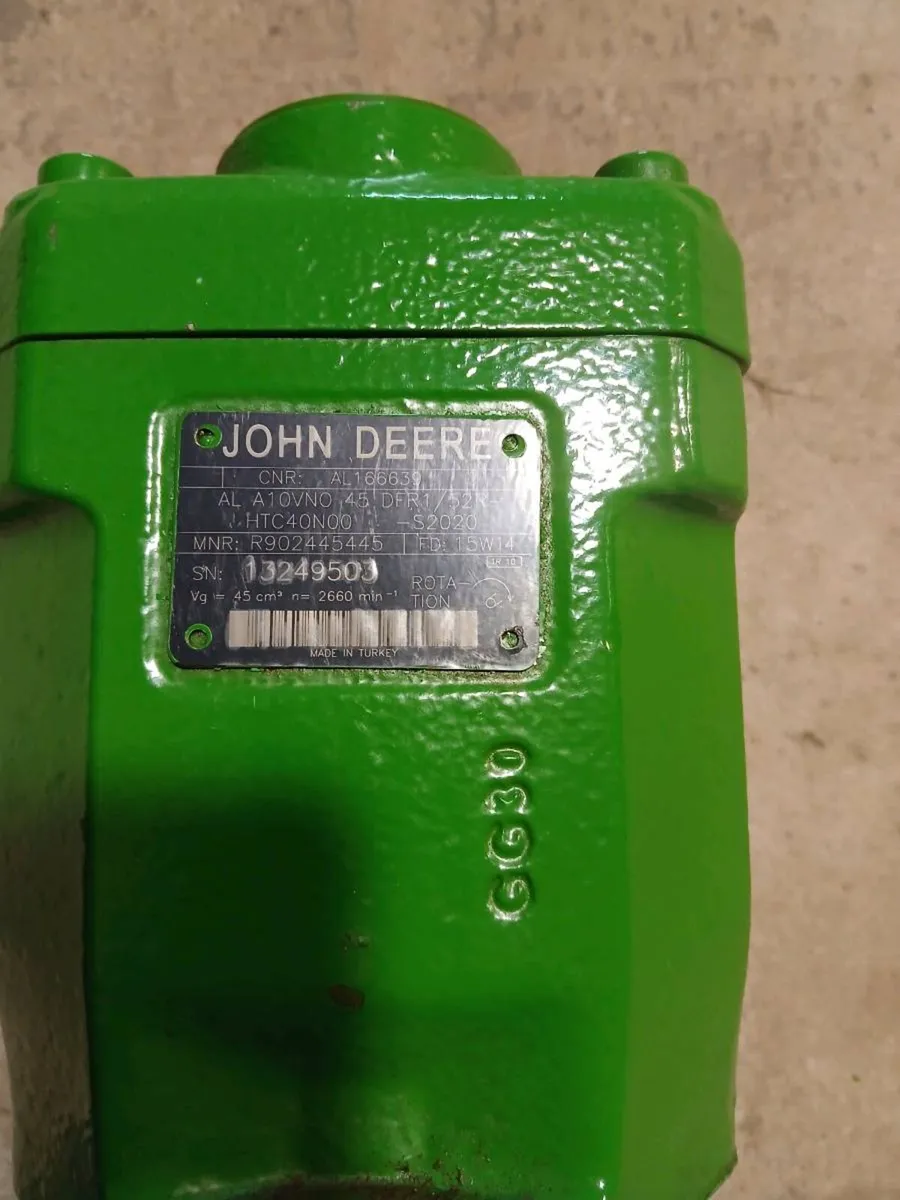 JOHN DEERE
CNR: AL166639
AL A10VNO 45 DFR1/52
HTC40N00 -S2020
MNR: R902445445 FD: 15W14
SN: 13249503
ROTA-
TION
Vg = 45 cm³ n= 2660 min⁻¹
MADE IN TURKEY
GG30